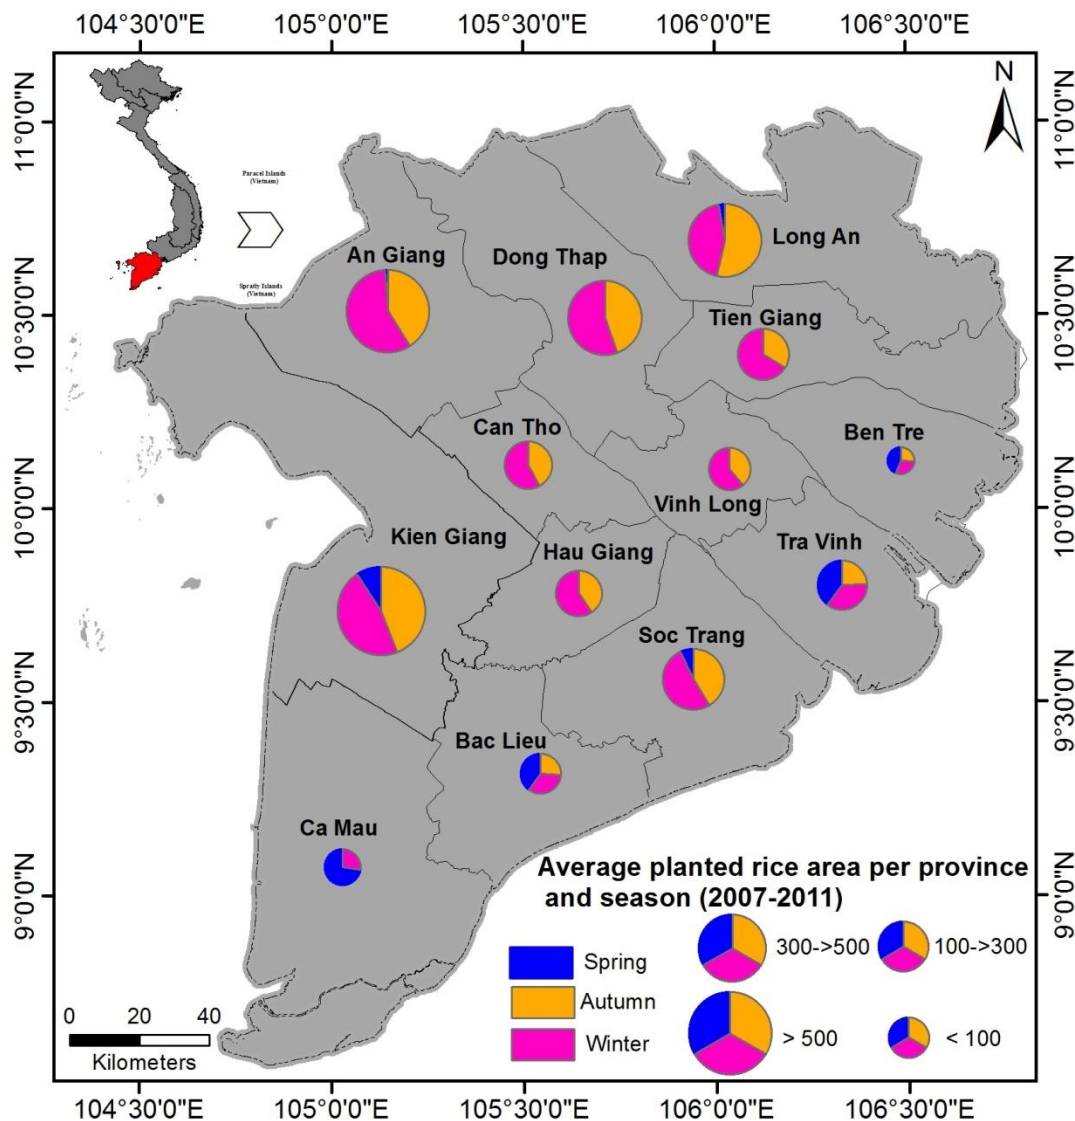 104°30'0"E 105°0'0"E 105°30'0"E 106°0'0"E 106°30'0"E
11°0'0"N
10°30'0"N
10°0'0"N
9°30'0"N
9°0'0"N
N
11°0'0"N
10°30'0"N
10°0'0"N
9°30'0"N
9°0'0"N
Paracel Islands
(Vietnam)
Spratly Islands
(Vietnam)
Long An
An Giang
Dong Thap
Tien Giang
Can Tho
Ben Tre
Vinh Long
Kien Giang
Hau Giang
Tra Vinh
Soc Trang
Bac Lieu
Ca Mau
Average planted rice area per province
and season (2007-2011)
Spring
Autumn
Winter
300->500
100->300
> 500
< 100
0 20 40
Kilometers
104°30'0"E 105°0'0"E 105°30'0"E 106°0'0"E 106°30'0"E